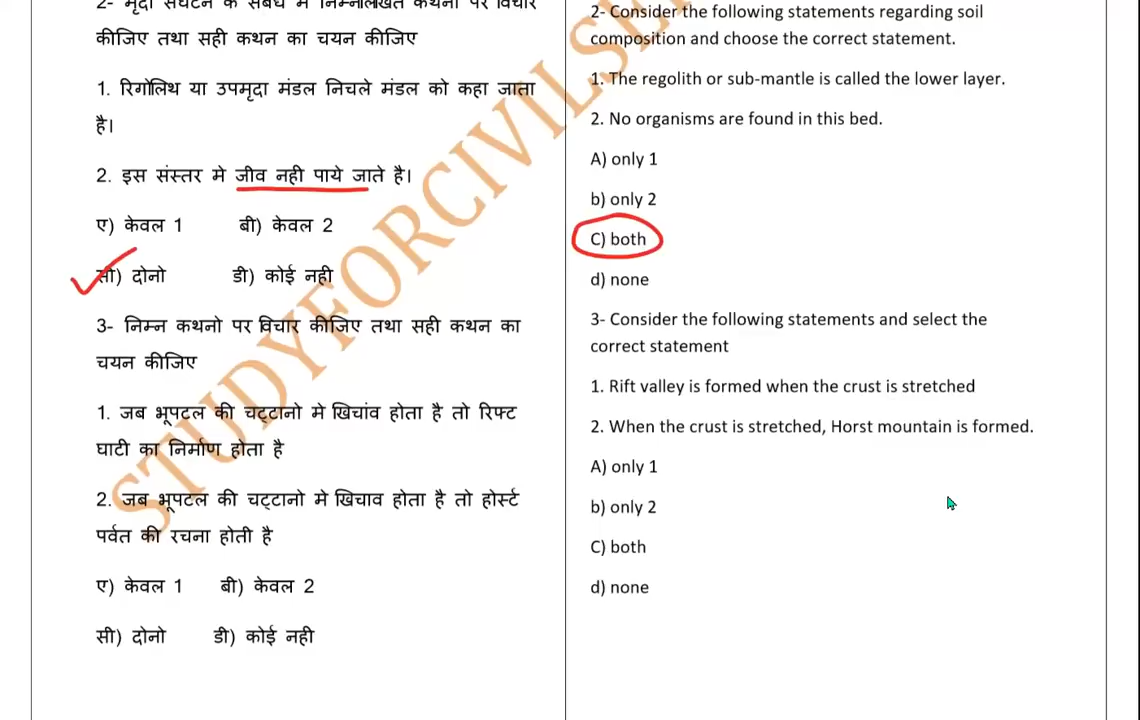 2- मृदा संघटन के संबंध में निम्नलिखित कथनो पर विचार
कीजिए तथा सही कथन का चयन कीजिए
1. रिगोलिथ या उपमृदा मंडल निचले मंडल को कहा जाता
है।
2. इस संस्तर मे जीव नही पाये जाते है।
ए) केवल 1 बी) केवल 2
सी) दोनो डी) कोई नही
3- निम्न कथनो पर विचार कीजिए तथा सही कथन का
चयन कीजिए
1. जब भूपटल की चट्टानो मे खिचांव होता है तो रिफ्ट
घाटी का निर्माण होता है
2. जब भूपटल की चट्टानो मे खिचाव होता है तो होर्स्ट
पर्वत की रचना होती है
ए) केवल 1 बी) केवल 2
सी) दोनो डी) कोई नही
2- Consider the following statements regarding soil
composition and choose the correct statement.
1. The regolith or sub-mantle is called the lower layer.
2. No organisms are found in this bed.
A) only 1
b) only 2
C) both
d) none
3- Consider the following statements and select the
correct statement
1. Rift valley is formed when the crust is stretched
2. When the crust is stretched, Horst mountain is formed.
A) only 1
b) only 2
C) both
d) none
STUDYFORCIVILSE